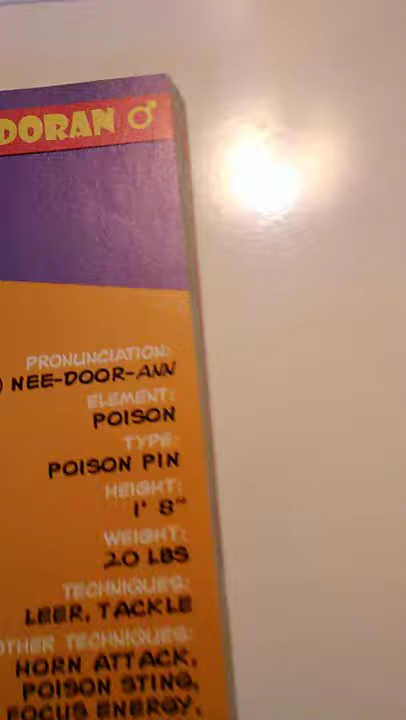 DORAN ♂
PRONUNCIATION:
) NEE-DOOR-ANN
ELEMENT:
POISON
TYPE:
POISON PIN
HEIGHT:
1' 8"
WEIGHT:
20 LBS
TECHNIQUES:
LEER, TACKLE
OTHER TECHNIQUES:
HORN ATTACK,
POISON STING,
FOCUS ENERGY,